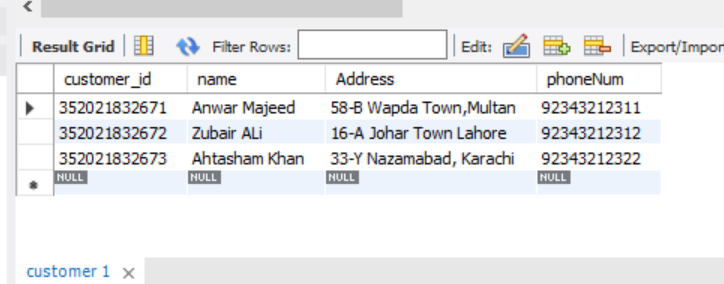 Result Grid Filter Rows: Edit: Export/Impor
customer_id name Address phoneNum
352021832671 Anwar Majeed 58-B Wapda Town,Multan 92343212311
352021832672 Zubair ALi 16-A Johar Town Lahore 92343212312
352021832673 Ahtasham Khan 33-Y Nazamabad, Karachi 92343212322
NULL NULL NULL NULL
customer 1